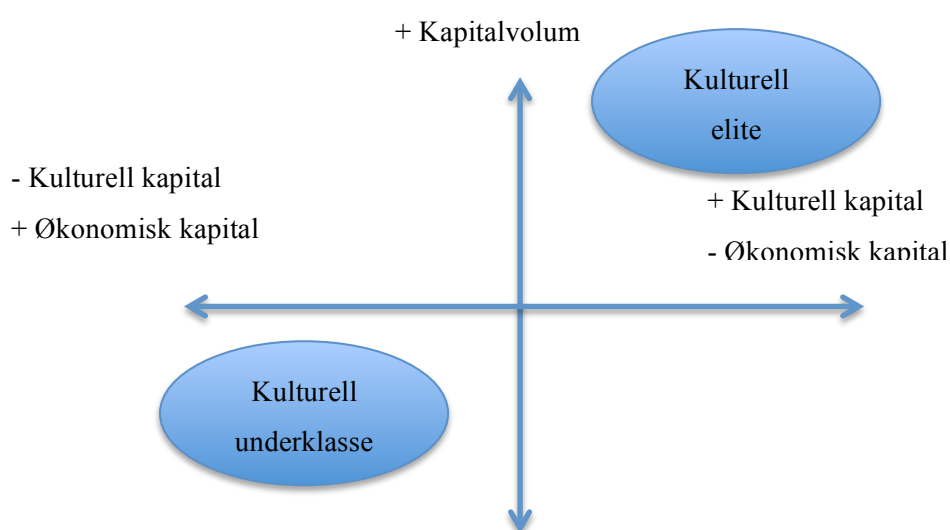 + Kapitalvolum
Kulturell
elite
- Kulturell kapital
+ Økonomisk kapital
+ Kulturell kapital
- Økonomisk kapital
Kulturell
underklasse